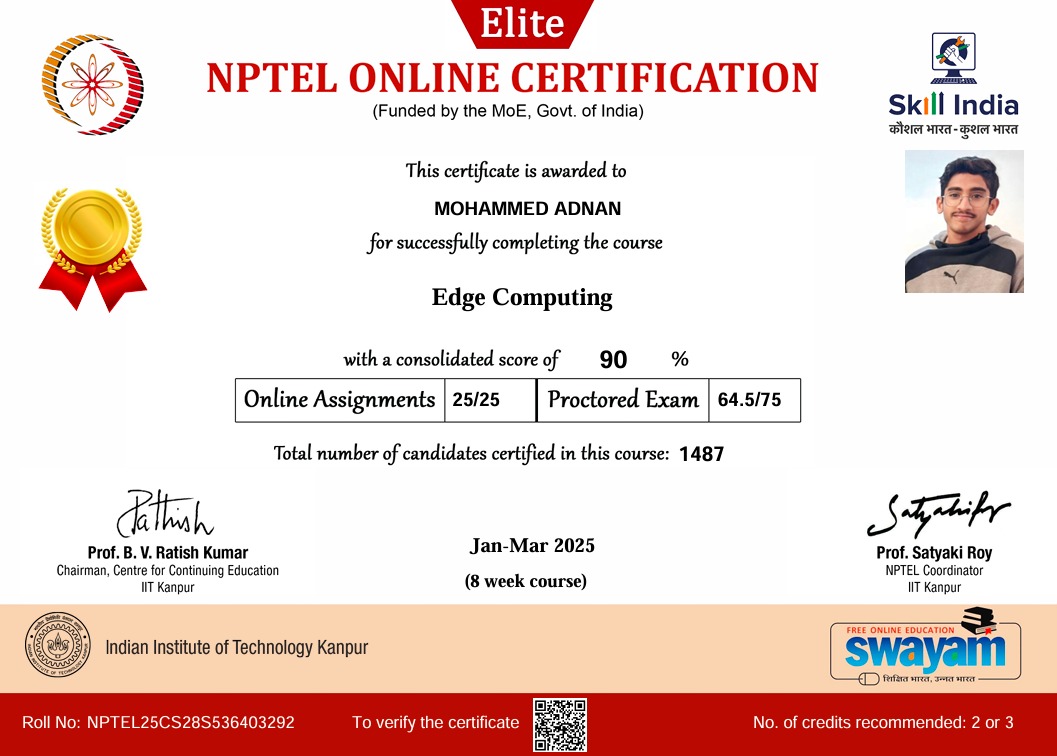 Elite
NPTEL ONLINE CERTIFICATION
(Funded by the MoE, Govt. of India)
Skill India
कौशल भारत - कुशल भारत
This certificate is awarded to
MOHAMMED ADNAN
for successfully completing the course
Edge Computing
with a consolidated score of 90 %
Online Assignments 25/25 Proctored Exam 64.5/75
Total number of candidates certified in this course: 1487
Prof. B. V. Ratish Kumar
Chairman, Centre for Continuing Education
IIT Kanpur
Jan-Mar 2025
(8 week course)
Prof. Satyaki Roy
NPTEL Coordinator
IIT Kanpur
Indian Institute of Technology Kanpur
FREE ONLINE EDUCATION
swayam
शिक्षित भारत, उन्नत भारत
Roll No: NPTEL25CS28S536403292
To verify the certificate
No. of credits recommended: 2 or 3